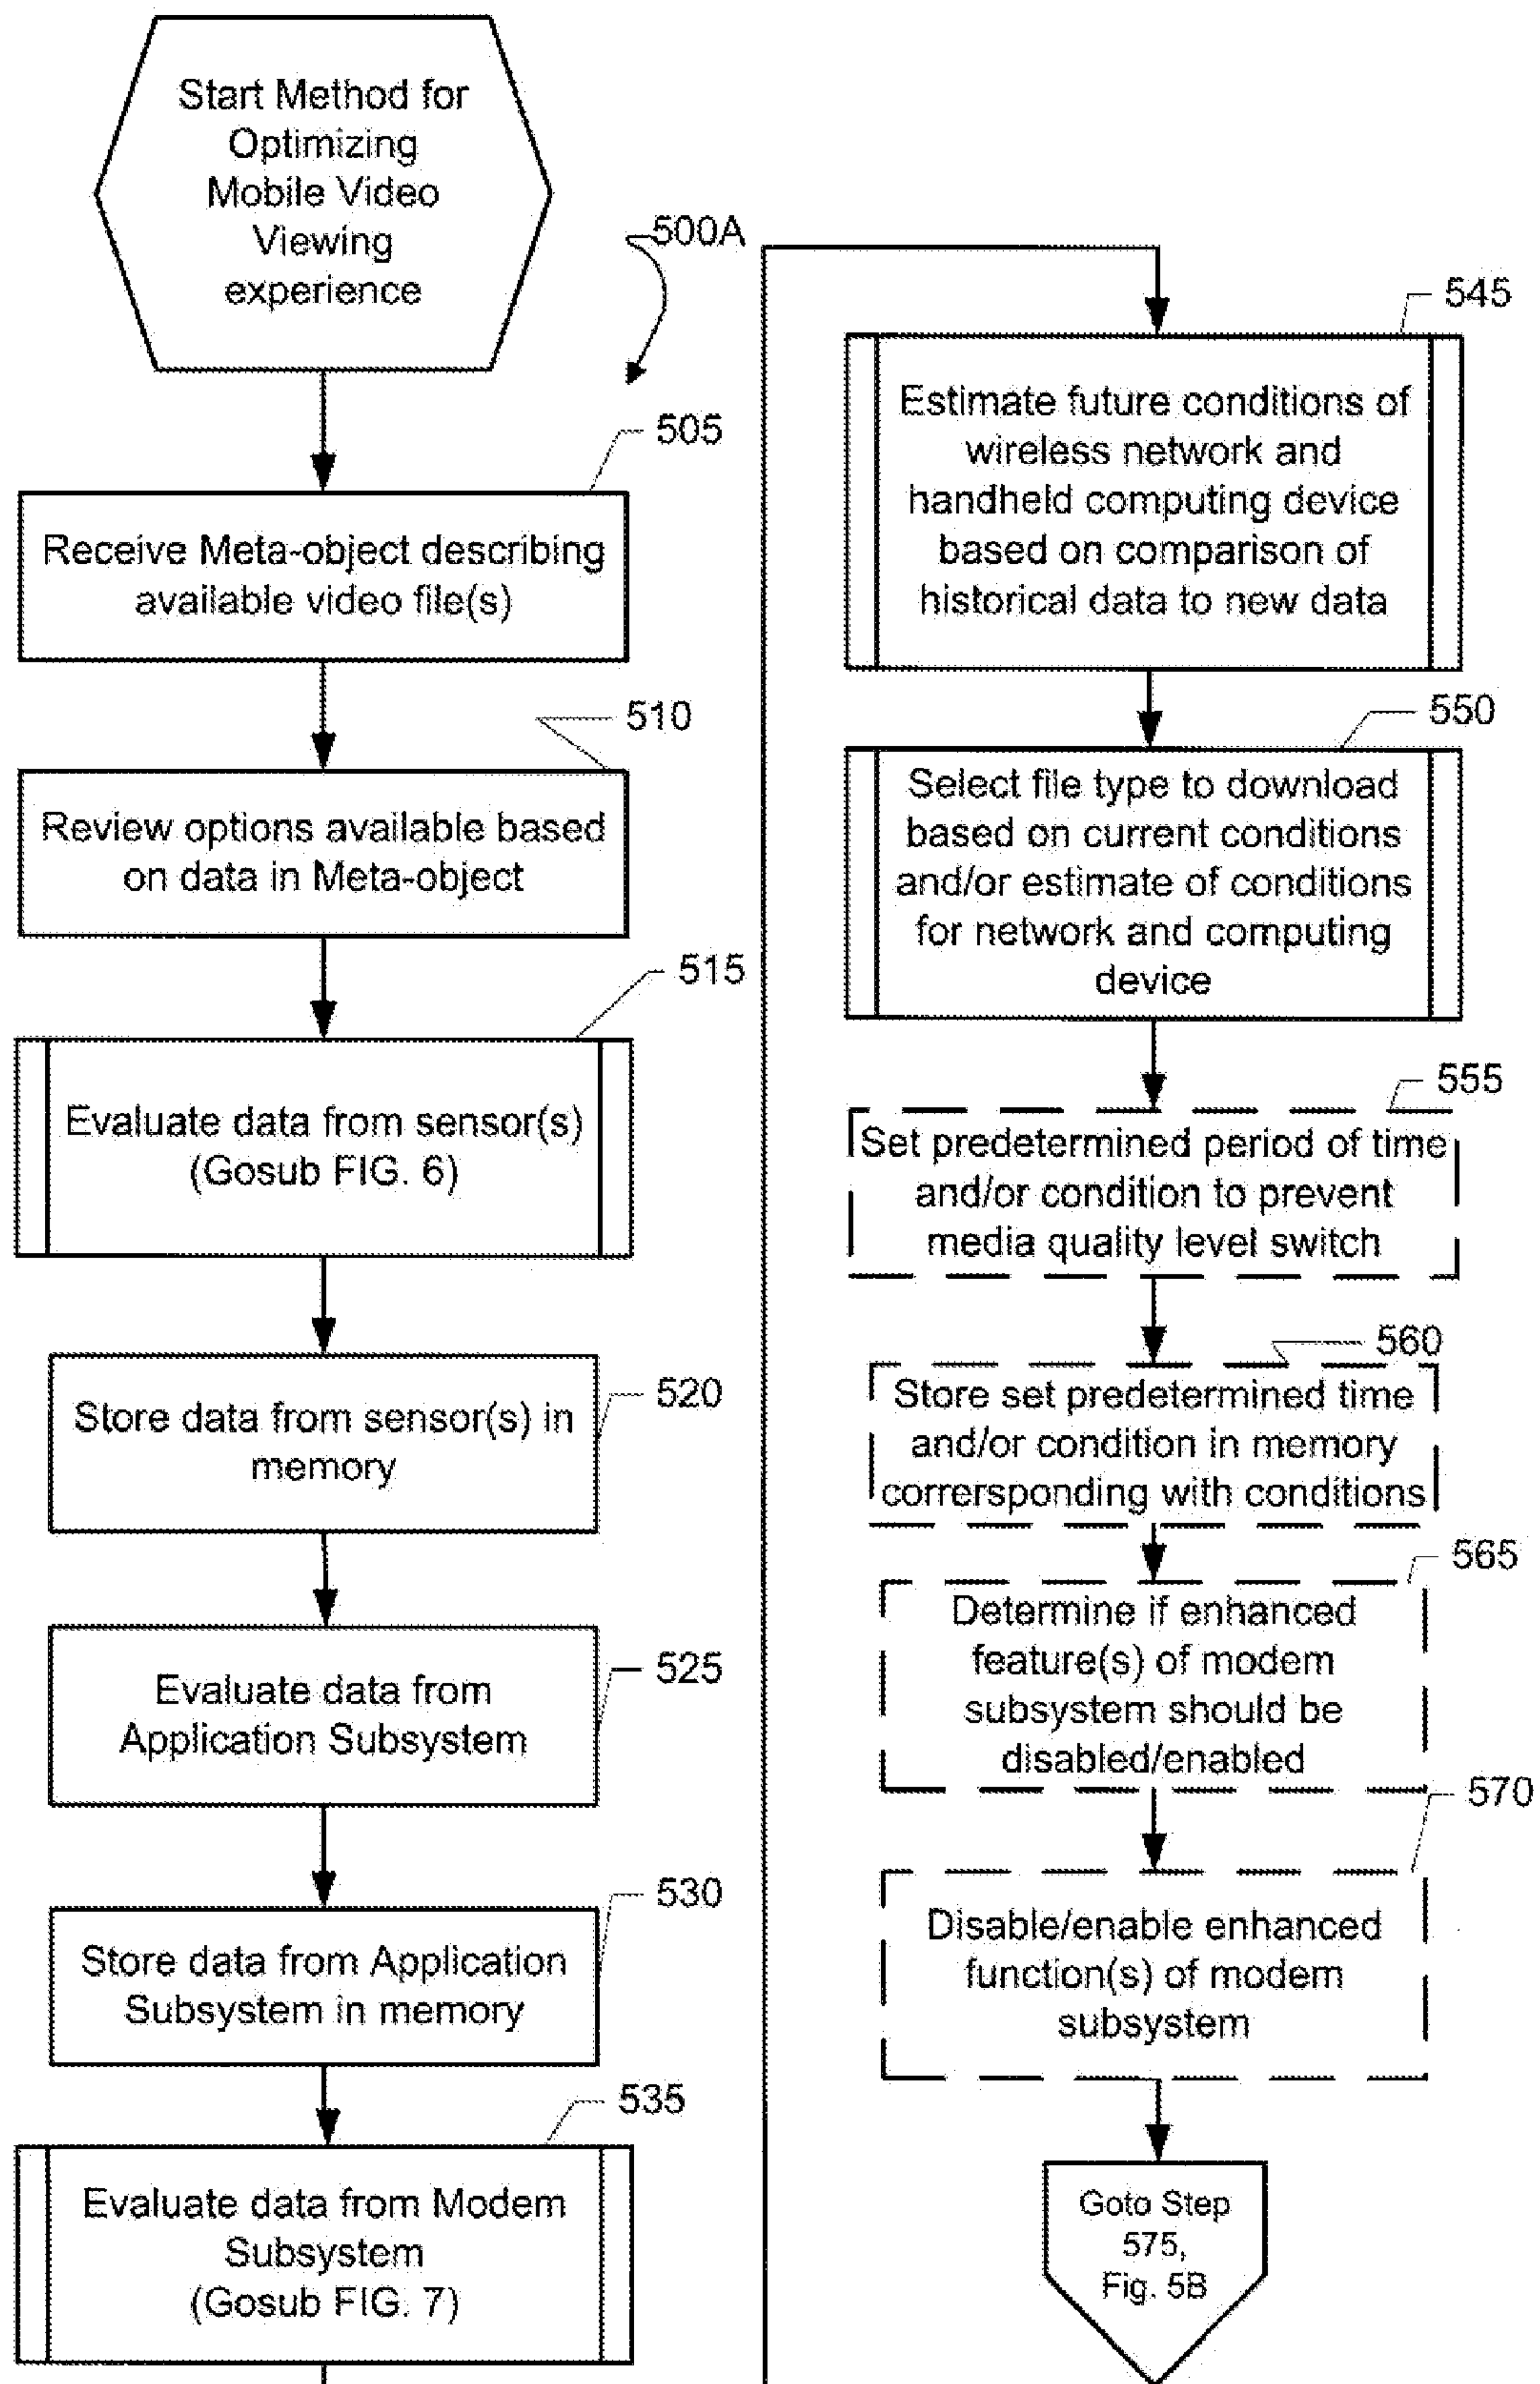 Start Method for
Optimizing
Mobile Video
Viewing
experience
500A
505
Receive Meta-object describing
available video file(s)
510
Review options available based
on data in Meta-object
515
Evaluate data from sensor(s)
(Gosub FIG. 6)
520
Store data from sensor(s) in
memory
525
Evaluate data from
Application Subsystem
530
Store data from Application
Subsystem in memory
535
Evaluate data from Modem
Subsystem
(Gosub FIG. 7)
545
Estimate future conditions of
wireless network and
handheld computing device
based on comparison of
historical data to new data
550
Select file type to download
based on current conditions
and/or estimate of conditions
for network and computing
device
555
Set predetermined period of time
and/or condition to prevent
media quality level switch
560
Store set predetermined time
and/or condition in memory
corrersponding with conditions
565
Determine if enhanced
feature(s) of modem
subsystem should be
disabled/enabled
570
Disable/enable enhanced
function(s) of modem
subsystem
Goto Step
575,
Fig. 5B